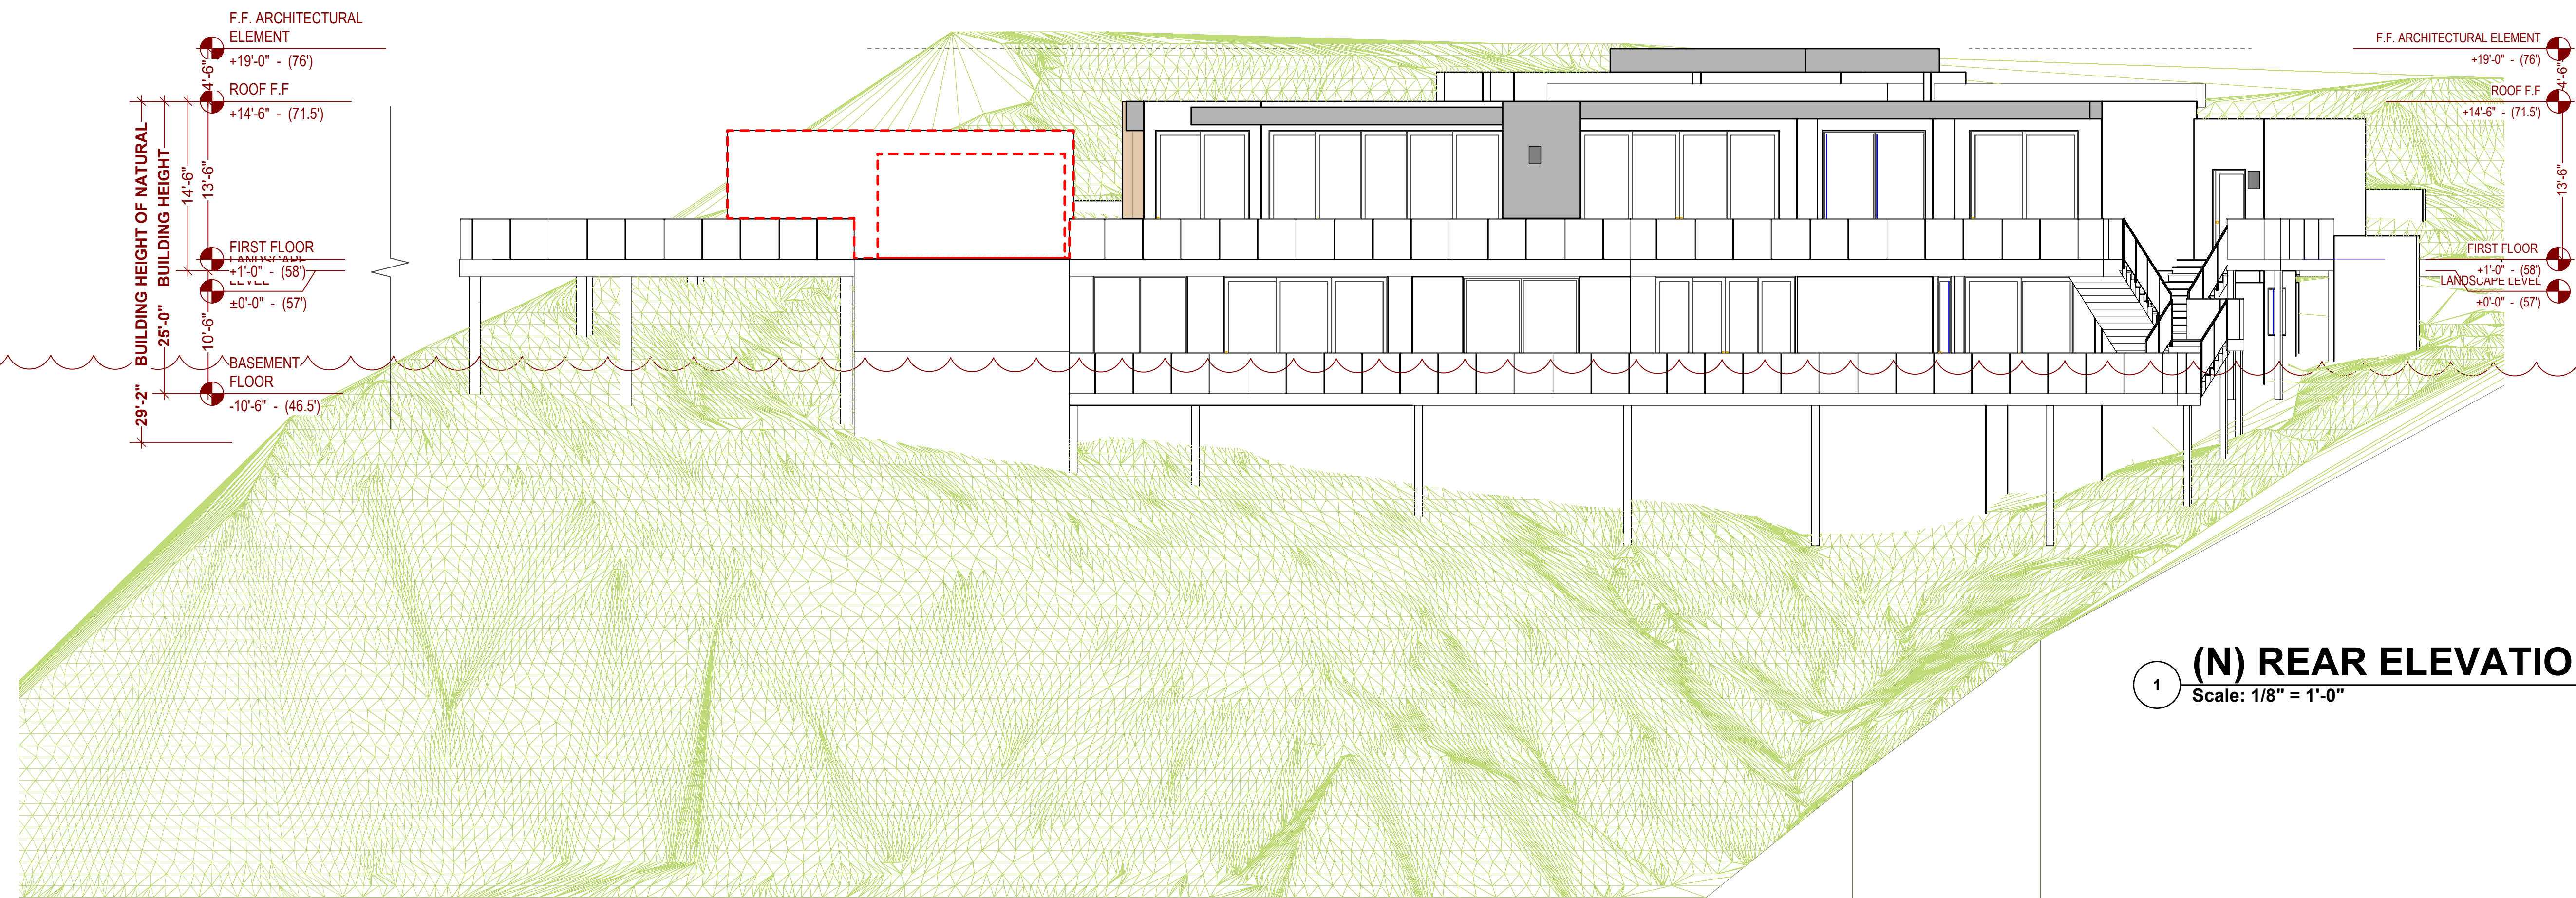 F.F. ARCHITECTURAL
ELEMENT
+19'-0" - (76')
4'-6"
ROOF F.F
+14'-6" - (71.5')
BUILDING HEIGHT OF NATURAL
29'-2"
BUILDING HEIGHT
25'-0"
14'-6"
13'-6"
FIRST FLOOR
LANDSCAPE
+1'-0" - (58')
LEVEL
±0'-0" - (57')
10'-6"
BASEMENT
FLOOR
-10'-6" - (46.5')
F.F. ARCHITECTURAL ELEMENT
+19'-0" - (76')
4'-6"
ROOF F.F
+14'-6" - (71.5')
13'-6"
FIRST FLOOR
+1'-0" - (58')
LANDSCAPE LEVEL
±0'-0" - (57')
1
(N) REAR ELEVATIO
Scale: 1/8" = 1'-0"